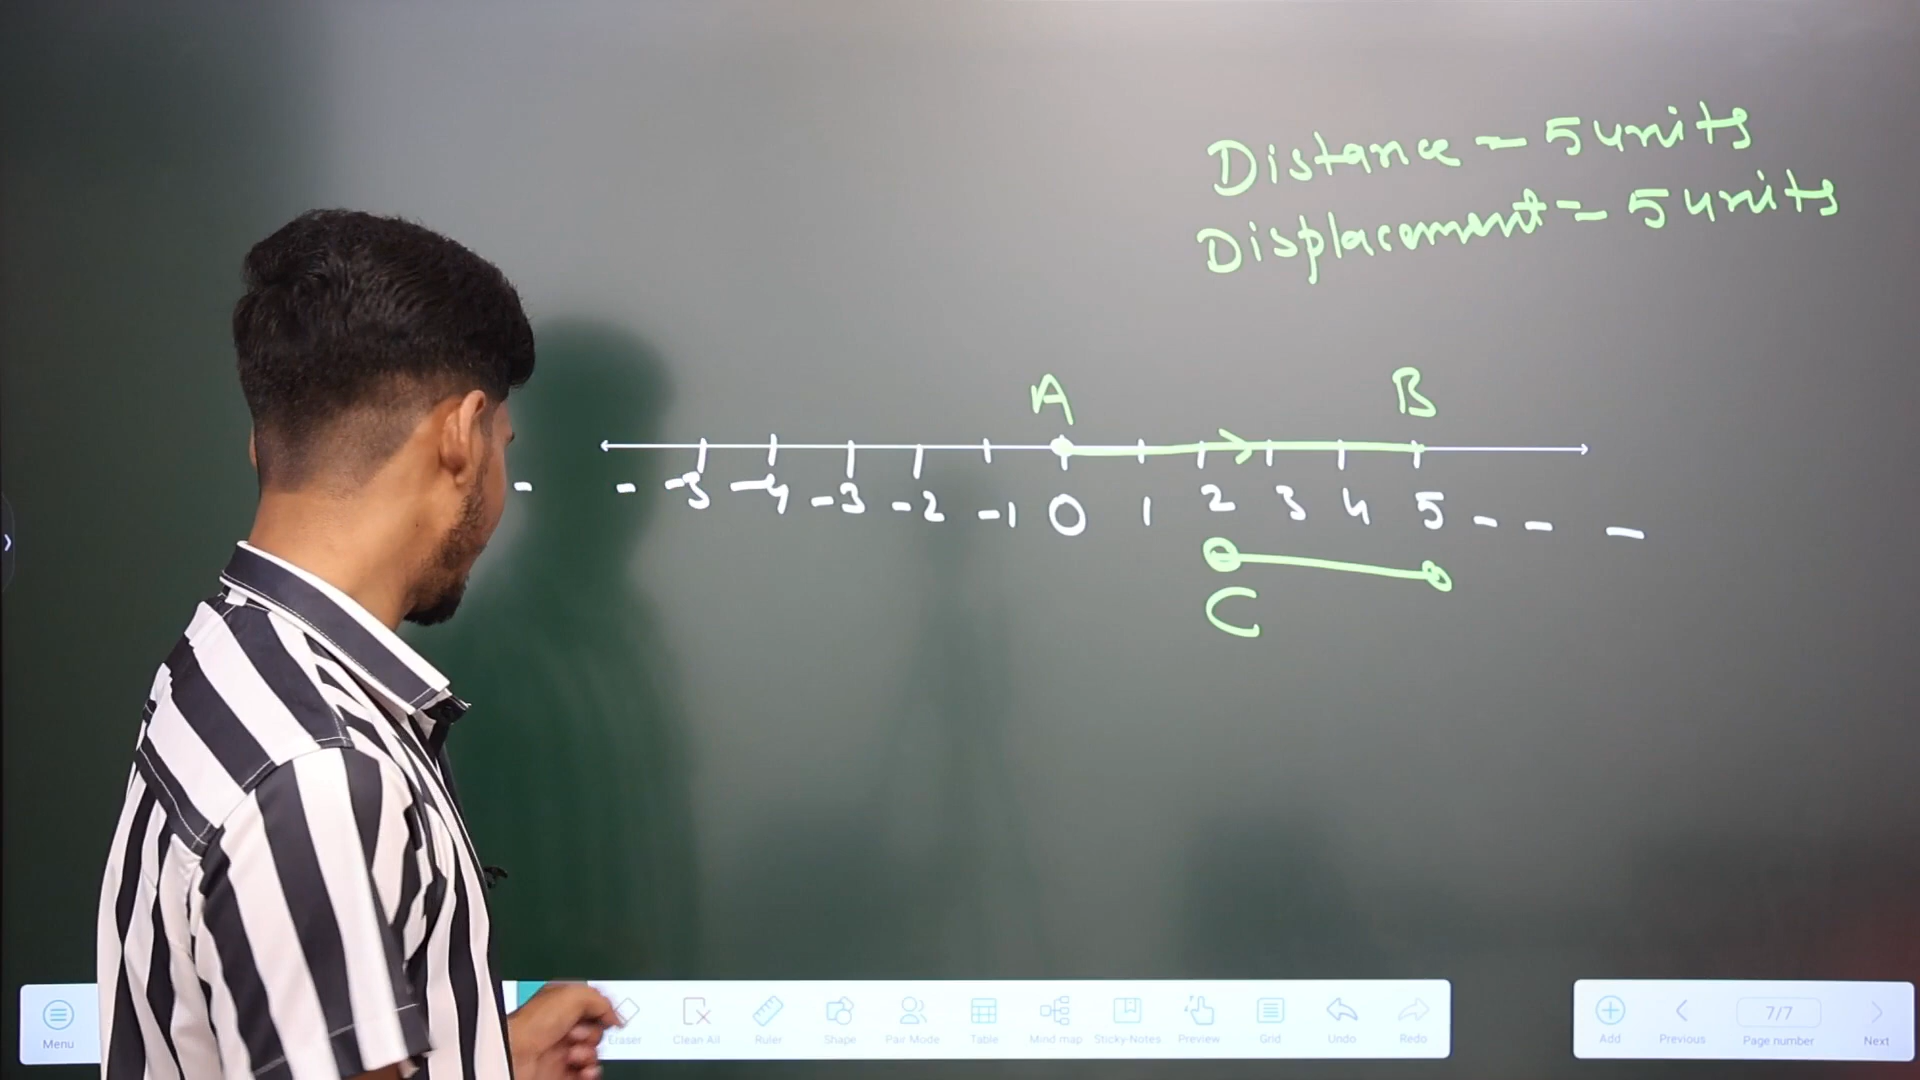 Distance = 5 units
Displacement = 5 units
A B
- - -5 -4 -3 -2 -1 0 1 2 3 4 5 - - -
C
Menu Eraser Clean All Ruler Shape Pair Mode Table Mind map Sticky Notes Preview Grid Undo Redo Add Previous 7/7 Page number Next